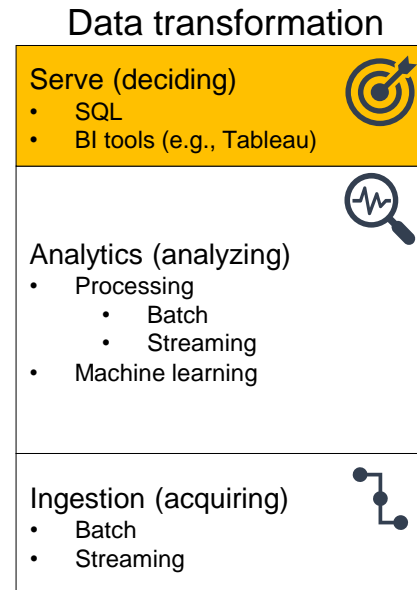 Data transformation
Serve (deciding)
• SQL
• BI tools (e.g., Tableau)
Analytics (analyzing)
• Processing
• Batch
• Streaming
• Machine learning
Ingestion (acquiring)
• Batch
• Streaming